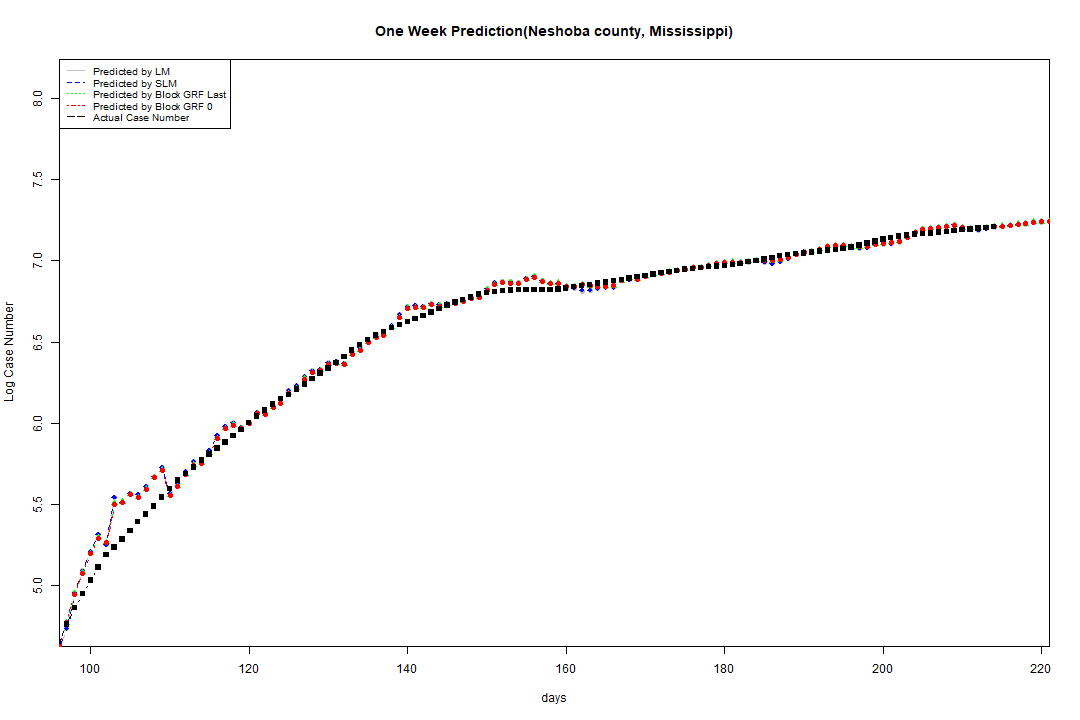 One Week Prediction(Neshoba county, Mississippi)
Predicted by LM
Predicted by SLM
Predicted by Block GRF Last
Predicted by Block GRF 0
Actual Case Number
8.0
7.5
7.0
6.5
6.0
5.5
5.0
Log Case Number
100 120 140 160 180 200 220
days